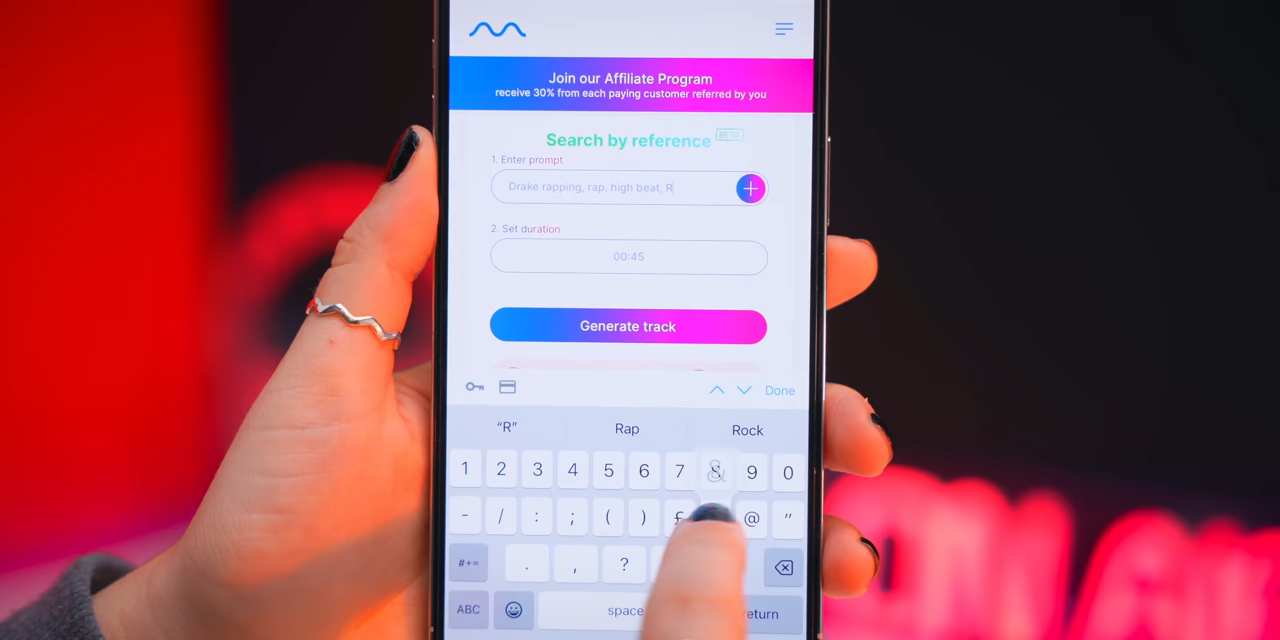 Join our Affiliate Program
receive 30% from each paying customer referred by you
Search by reference BETA
1. Enter prompt
Drake rapping, rap, high beat, R
2. Set duration
00:45
Generate track
Done
“R” Rap Rock
1 2 3 4 5 6 7 & 9 0
- / : ; ( ) £ @ "
#+= . , ?
ABC space return
ON AIR